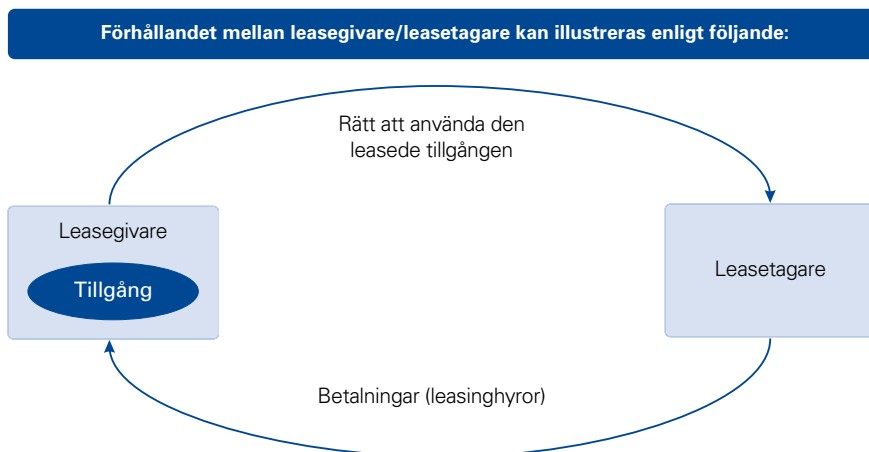 Förhållandet mellan leasegivare/leasetagare kan illustreras enligt följande:
Rätt att använda den
leasede tillgången
Leasegivare
Tillgång
Leasetagare
Betalningar (leasinghyror)